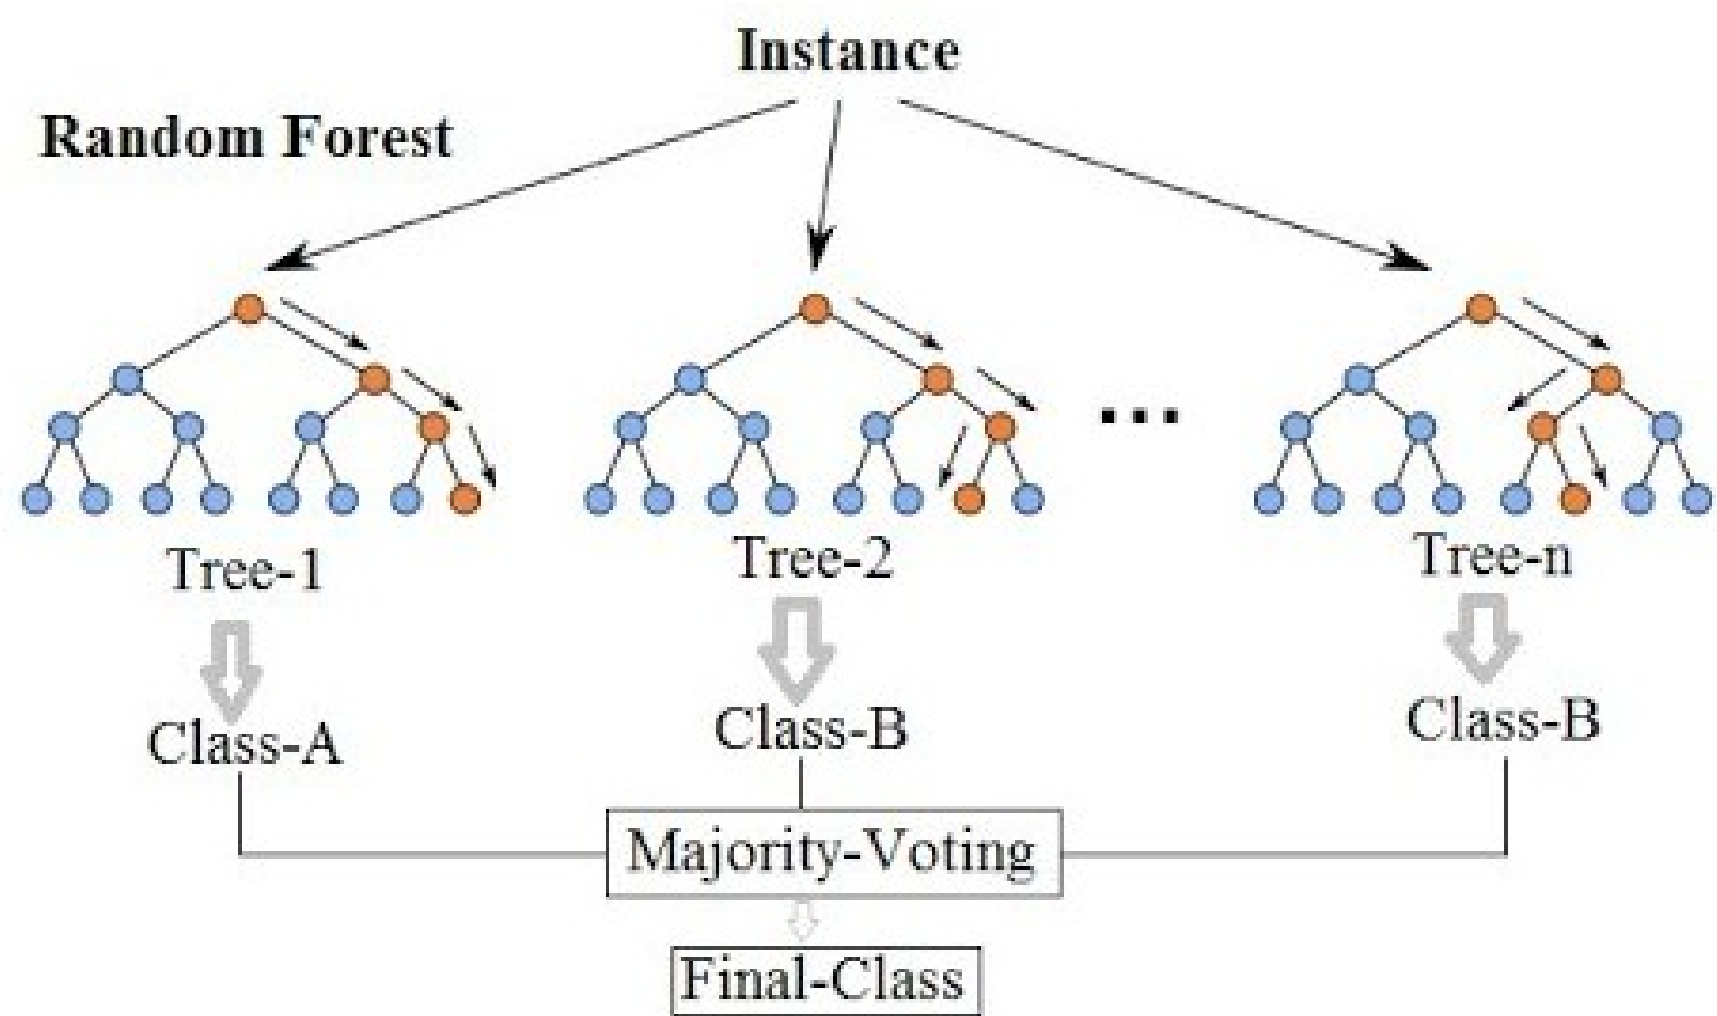 Instance
Random Forest
...
Tree-1
Tree-2
Tree-n
Class-A
Class-B
Class-B
Majority-Voting
Final-Class